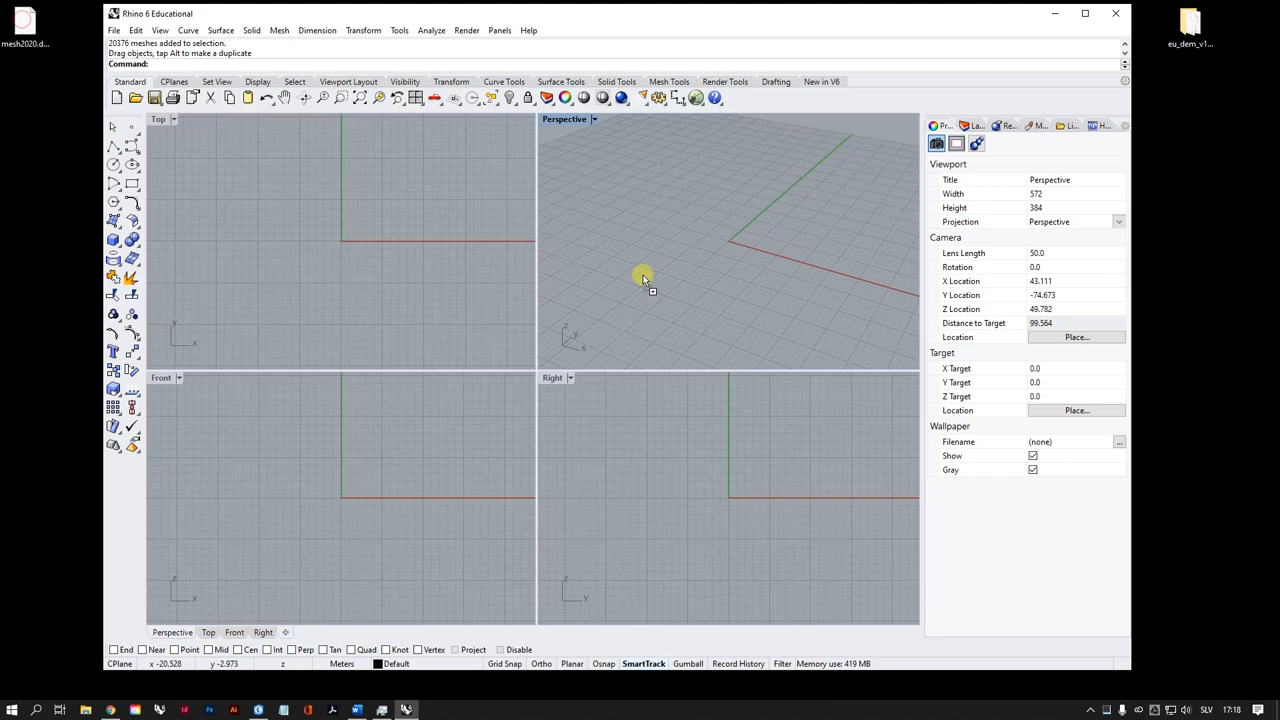 Rhino 6 Educational
File Edit View Curve Surface Solid Mesh Dimension Transform Tools Analyze Render Panels Help
20376 meshes added to selection.
Drag objects, tap Alt to make a duplicate
Command:
Standard CPlanes Set View Display Select Viewport Layout Visibility Transform Curve Tools Surface Tools Solid Tools Mesh Tools Render Tools Drafting New in V6
Top
Perspective
Pr... La... Re... M... Li... H...
Viewport
Title Perspective
Width 572
Height 384
Projection Perspective
Camera
Lens Length 50.0
Rotation 0.0
X Location 43.111
Y Location -74.673
Z Location 49.782
Distance to Target 99.564
Location Place...
Target
X Target 0.0
Y Target 0.0
Z Target 0.0
Location Place...
Wallpaper
Filename (none) ...
Show
Gray
y
x
z
y
x
Front
Right
z
x
z
y
Perspective Top Front Right
End Near Point Mid Cen Int Perp Tan Quad Knot Vertex Project Disable
CPlane x -20.528 y -2.973 z Meters Default Grid Snap Ortho Planar Osnap SmartTrack Gumball Record History Filter Memory use: 419 MB
mesh2020.d...
eu_dem_v1...
SLV 17:18